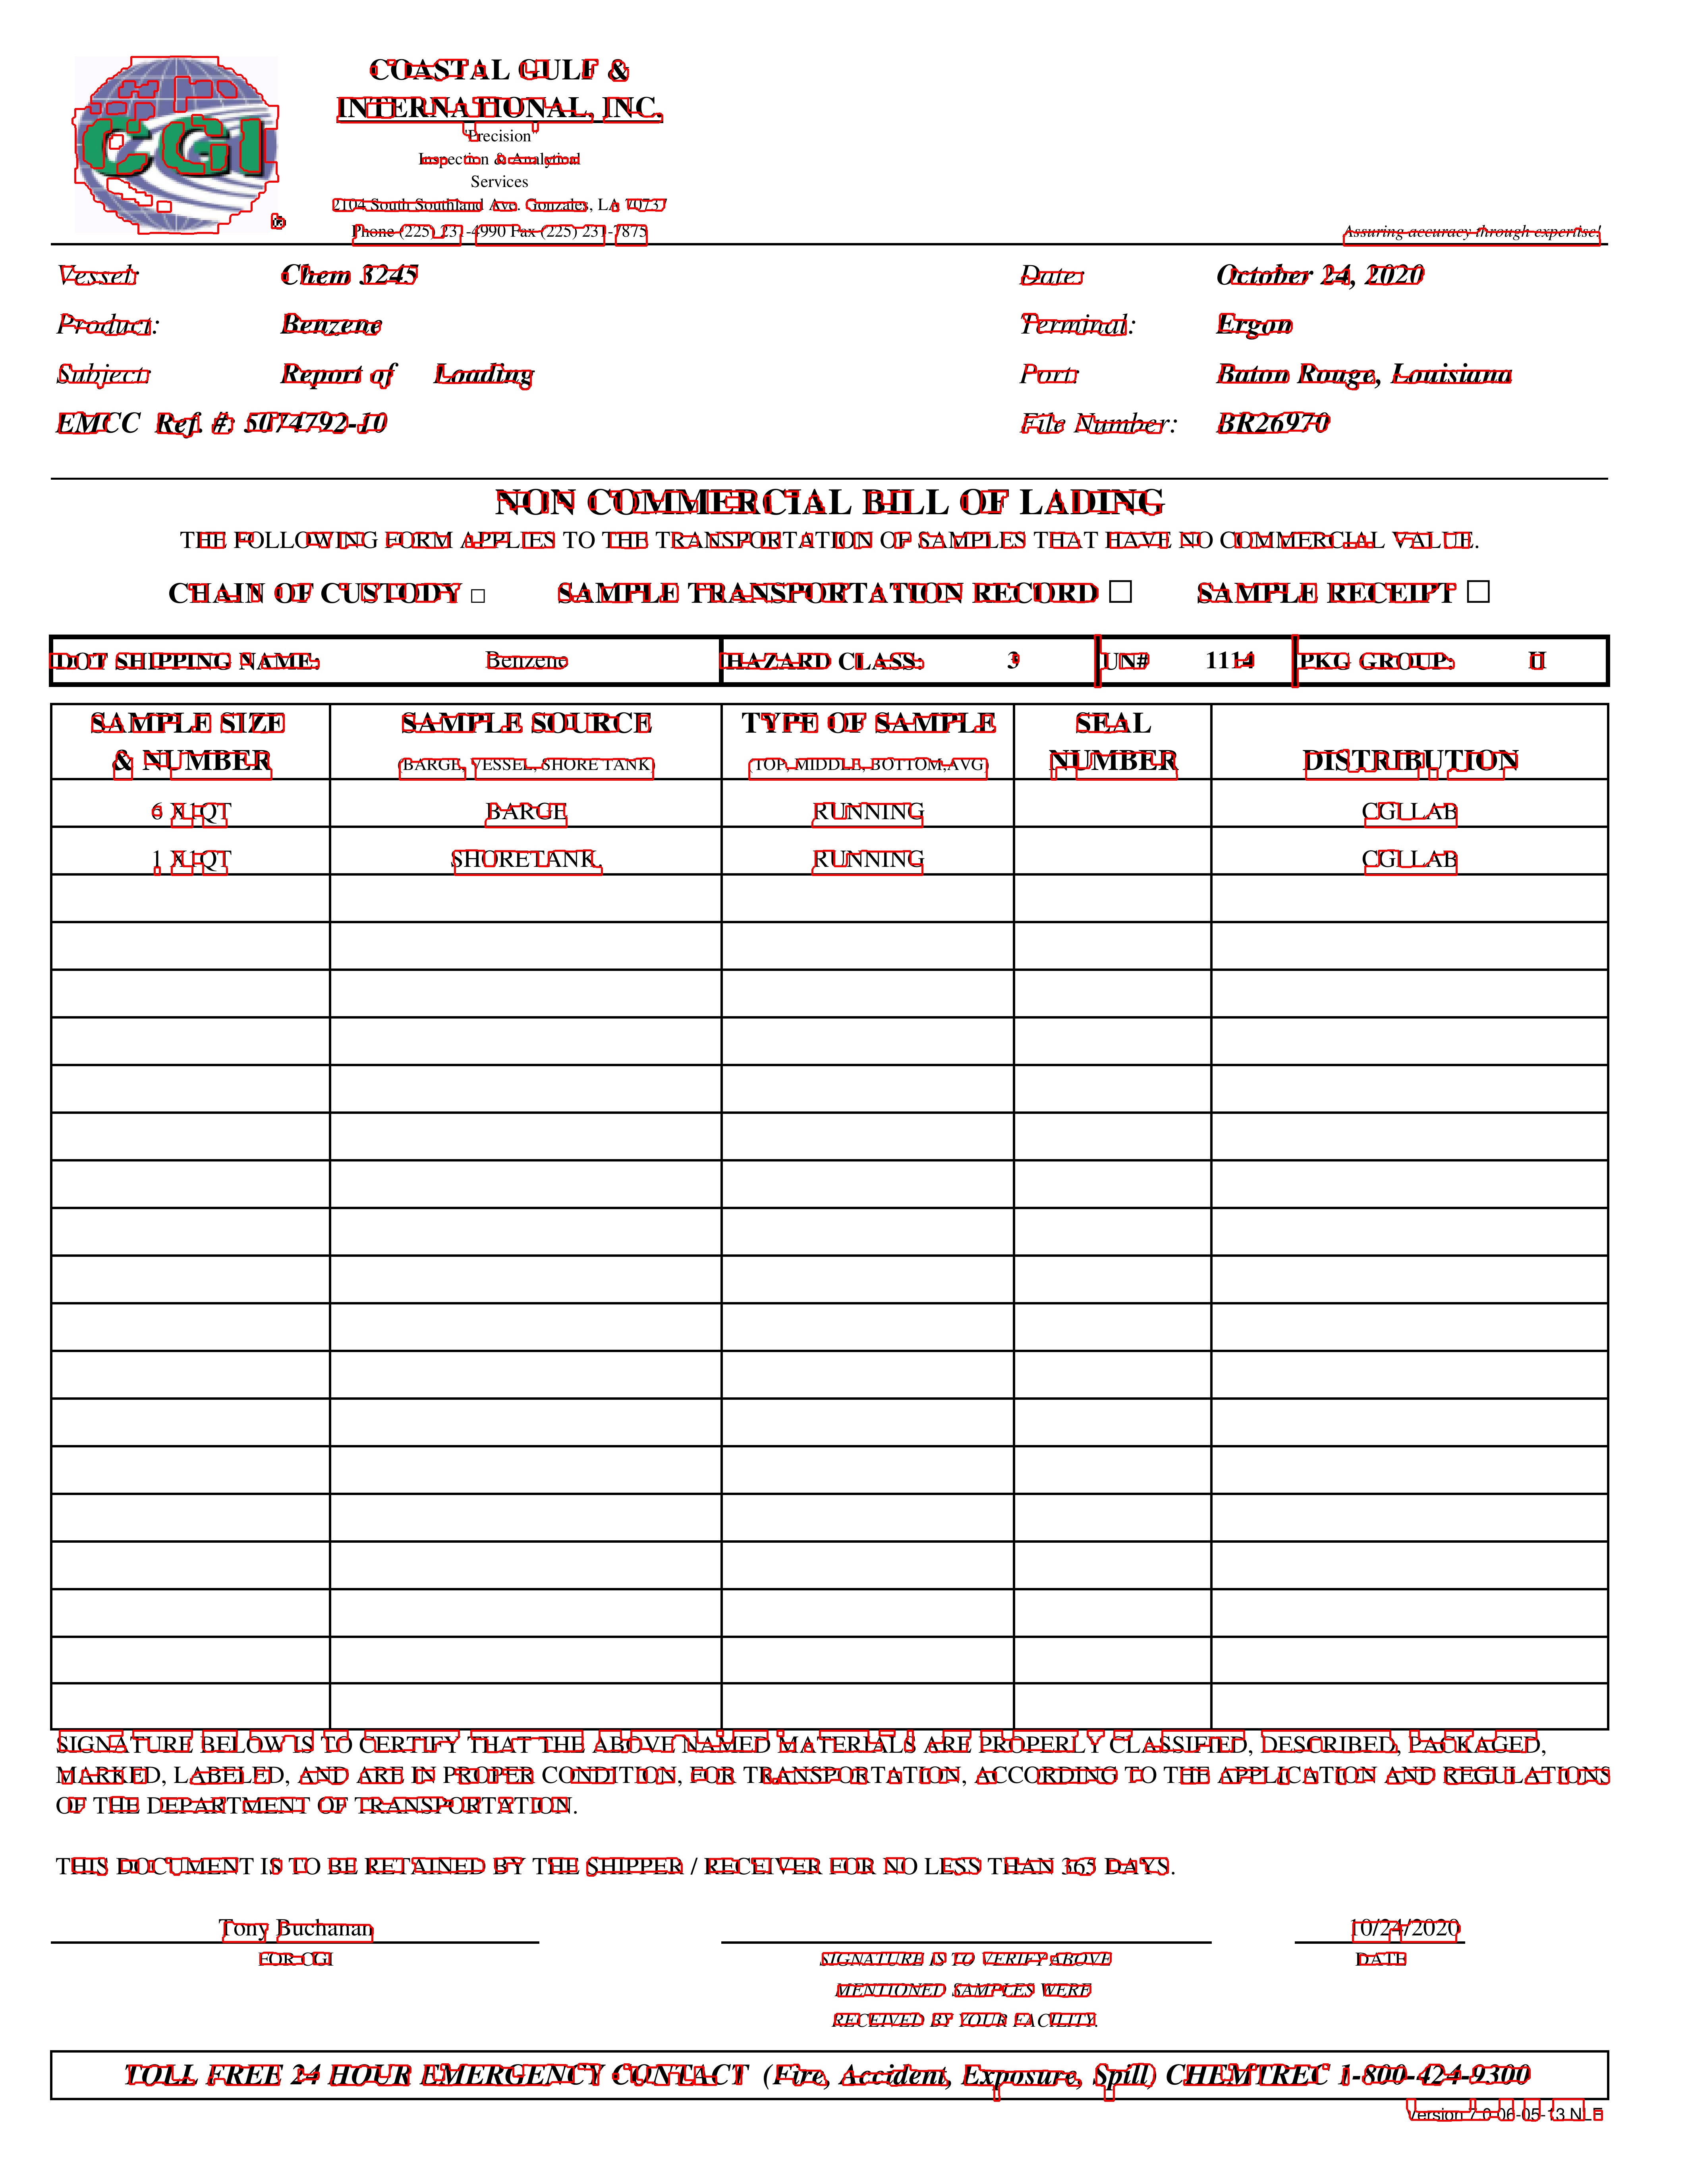 CGI
COASTAL GULF &
INTERNATIONAL, INC.
"Precision"
Inspection & Analytical
Services
2104 South Southland Ave. Gonzales, LA 70737
Phone (225) 231-4990 Fax (225) 231-7875
Assuring accuracy through expertise!
Vessel: Chem 3245 Date: October 24, 2020
Product: Benzene Terminal: Ergon
Subject: Report of Loading Port: Baton Rouge, Louisiana
EMCC Ref. #: 5074792-10 File Number: BR26970
NON COMMERCIAL BILL OF LADING
THE FOLLOWING FORM APPLIES TO THE TRANSPORTATION OF SAMPLES THAT HAVE NO COMMERCIAL VALUE.
CHAIN OF CUSTODY □ SAMPLE TRANSPORTATION RECORD □ SAMPLE RECEIPT □
DOT SHIPPING NAME: Benzene HAZARD CLASS: 3 UN# 1114 PKG GROUP: II
SAMPLE SIZE SAMPLE SOURCE TYPE OF SAMPLE SEAL
& NUMBER (BARGE, VESSEL, SHORE TANK) (TOP, MIDDLE, BOTTOM,AVG) NUMBER DISTRIBUTION
6 X1QT BARGE RUNNING CGI LAB
1 X1QT SHORETANK, RUNNING CGI LAB
SIGNATURE BELOW IS TO CERTIFY THAT THE ABOVE NAMED MATERIALS ARE PROPERLY CLASSIFIED, DESCRIBED, PACKAGED,
MARKED, LABELED, AND ARE IN PROPER CONDITION, FOR TRANSPORTATION, ACCORDING TO THE APPLICATION AND REGULATIONS
OF THE DEPARTMENT OF TRANSPORTATION.
THIS DOCUMENT IS TO BE RETAINED BY THE SHIPPER / RECEIVER FOR NO LESS THAN 365 DAYS.
Tony Buchanan 10/24/2020
FOR CGI SIGNATURE IS TO VERIFY ABOVE DATE
MENTIONED SAMPLES WERE
RECEIVED BY YOUR FACILITY.
TOLL FREE 24 HOUR EMERGENCY CONTACT (Fire, Accident, Exposure, Spill) CHEMTREC 1-800-424-9300
Version 7.0-06-05-13 NLF